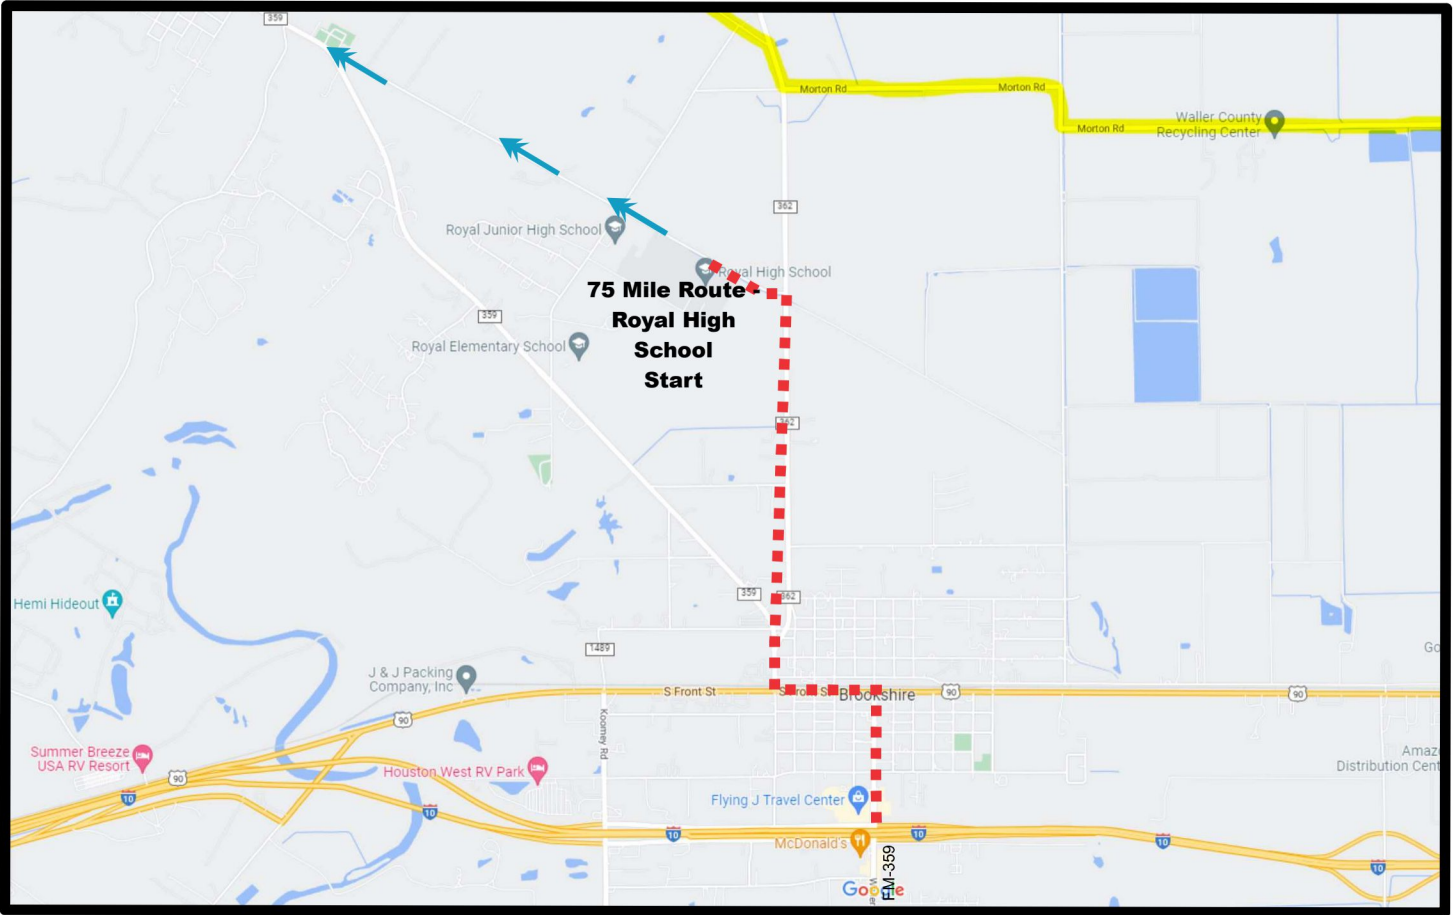 359
Morton Rd
Morton Rd
Waller County
Recycling Center
Morton Rd
362
Royal Junior High School
Royal High School
75 Mile Route -
Royal High
School
Start
359
Royal Elementary School
362
359
362
Hemi Hideout
1489
J & J Packing
Company, Inc
S Front St
Brookshire
90
90
90
Koomey Rd
Summer Breeze
USA RV Resort
90
Houston West RV Park
Amaz
Distribution Cent
10
10
Flying J Travel Center
10
McDonald's
10
10
10
FM-359
Google
Go